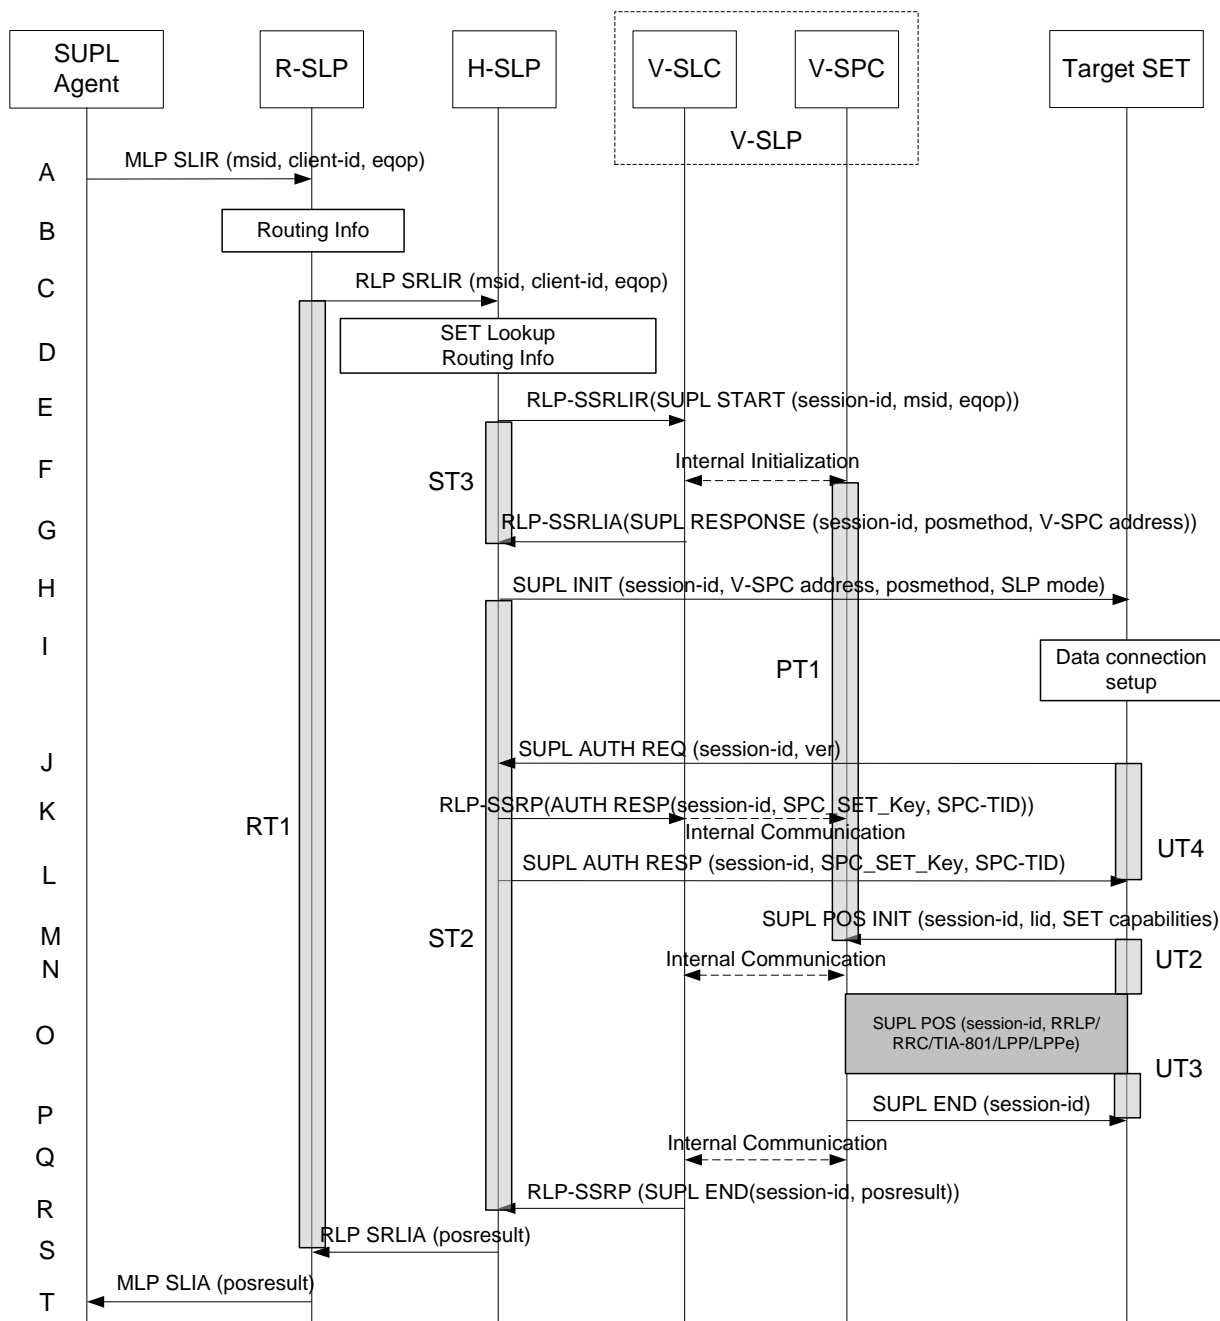 SUPL
Agent
R-SLP
H-SLP
V-SLC
V-SPC
Target SET
V-SLP
A
MLP SLIR (msid, client-id, eqop)
B
Routing Info
C
RLP SRLIR (msid, client-id, eqop)
D
SET Lookup
Routing Info
E
RLP-SSRLIR(SUPL START (session-id, msid, eqop))
F
ST3
Internal Initialization
G
RLP-SSRLIA(SUPL RESPONSE (session-id, posmethod, V-SPC address))
H
SUPL INIT (session-id, V-SPC address, posmethod, SLP mode)
I
Data connection
setup
PT1
J
SUPL AUTH REQ (session-id, ver)
K
RLP-SSRP(AUTH RESP(session-id, SPC_SET_Key, SPC-TID))
Internal Communication
RT1
UT4
L
SUPL AUTH RESP (session-id, SPC_SET_Key, SPC-TID)
M
ST2
SUPL POS INIT (session-id, lid, SET capabilities)
N
Internal Communication
UT2
O
SUPL POS (session-id, RRLP/
RRC/TIA-801/LPP/LPPe)
UT3
P
SUPL END (session-id)
Q
Internal Communication
R
RLP-SSRP (SUPL END(session-id, posresult))
S
RLP SRLIA (posresult)
T
MLP SLIA (posresult)